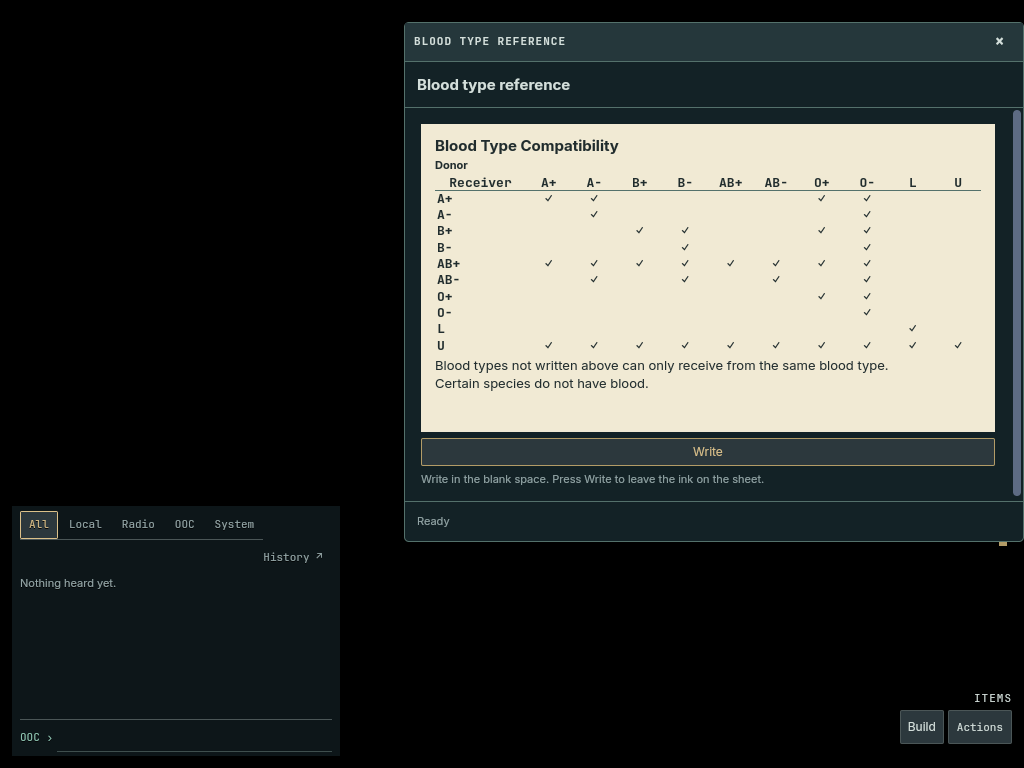 BLOOD TYPE REFERENCE ×
Blood type reference
Blood Type Compatibility
Donor
Receiver A+ A- B+ B- AB+ AB- O+ O- L U
A+ ✓ ✓ ✓ ✓
A- ✓ ✓
B+ ✓ ✓ ✓ ✓
B- ✓ ✓
AB+ ✓ ✓ ✓ ✓ ✓ ✓ ✓ ✓
AB- ✓ ✓ ✓ ✓
O+ ✓ ✓
O- ✓
L ✓
U ✓ ✓ ✓ ✓ ✓ ✓ ✓ ✓ ✓ ✓
Blood types not written above can only receive from the same blood type.
Certain species do not have blood.
Write
Write in the blank space. Press Write to leave the ink on the sheet.
Ready
All Local Radio OOC System
History ↗
Nothing heard yet.
OOC ›
ITEMS
Build Actions